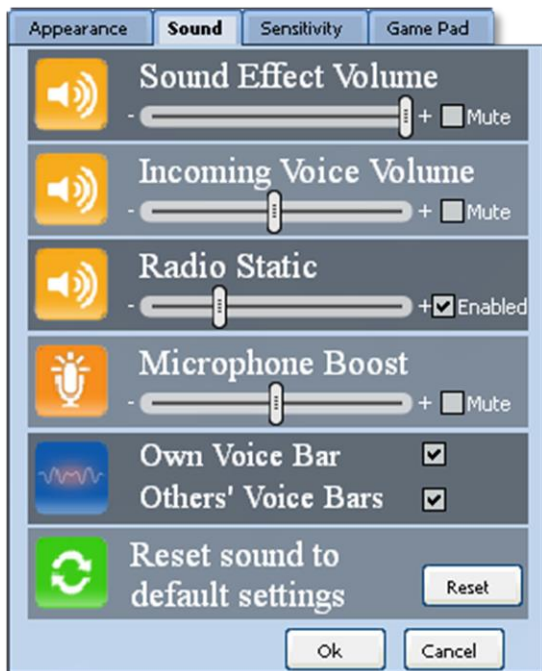 Appearance Sound Sensitivity Game Pad
Sound Effect Volume
- + Mute
Incoming Voice Volume
- + Mute
Radio Static
- + Enabled
Microphone Boost
- + Mute
Own Voice Bar
Others' Voice Bars
Reset sound to
default settings
Reset
Ok Cancel